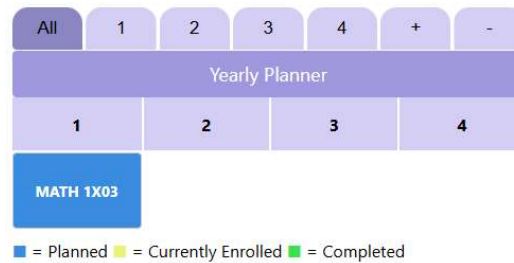 All 1 2 3 4 + -
Yearly Planner
1 2 3 4
MATH 1X03
= Planned = Currently Enrolled = Completed